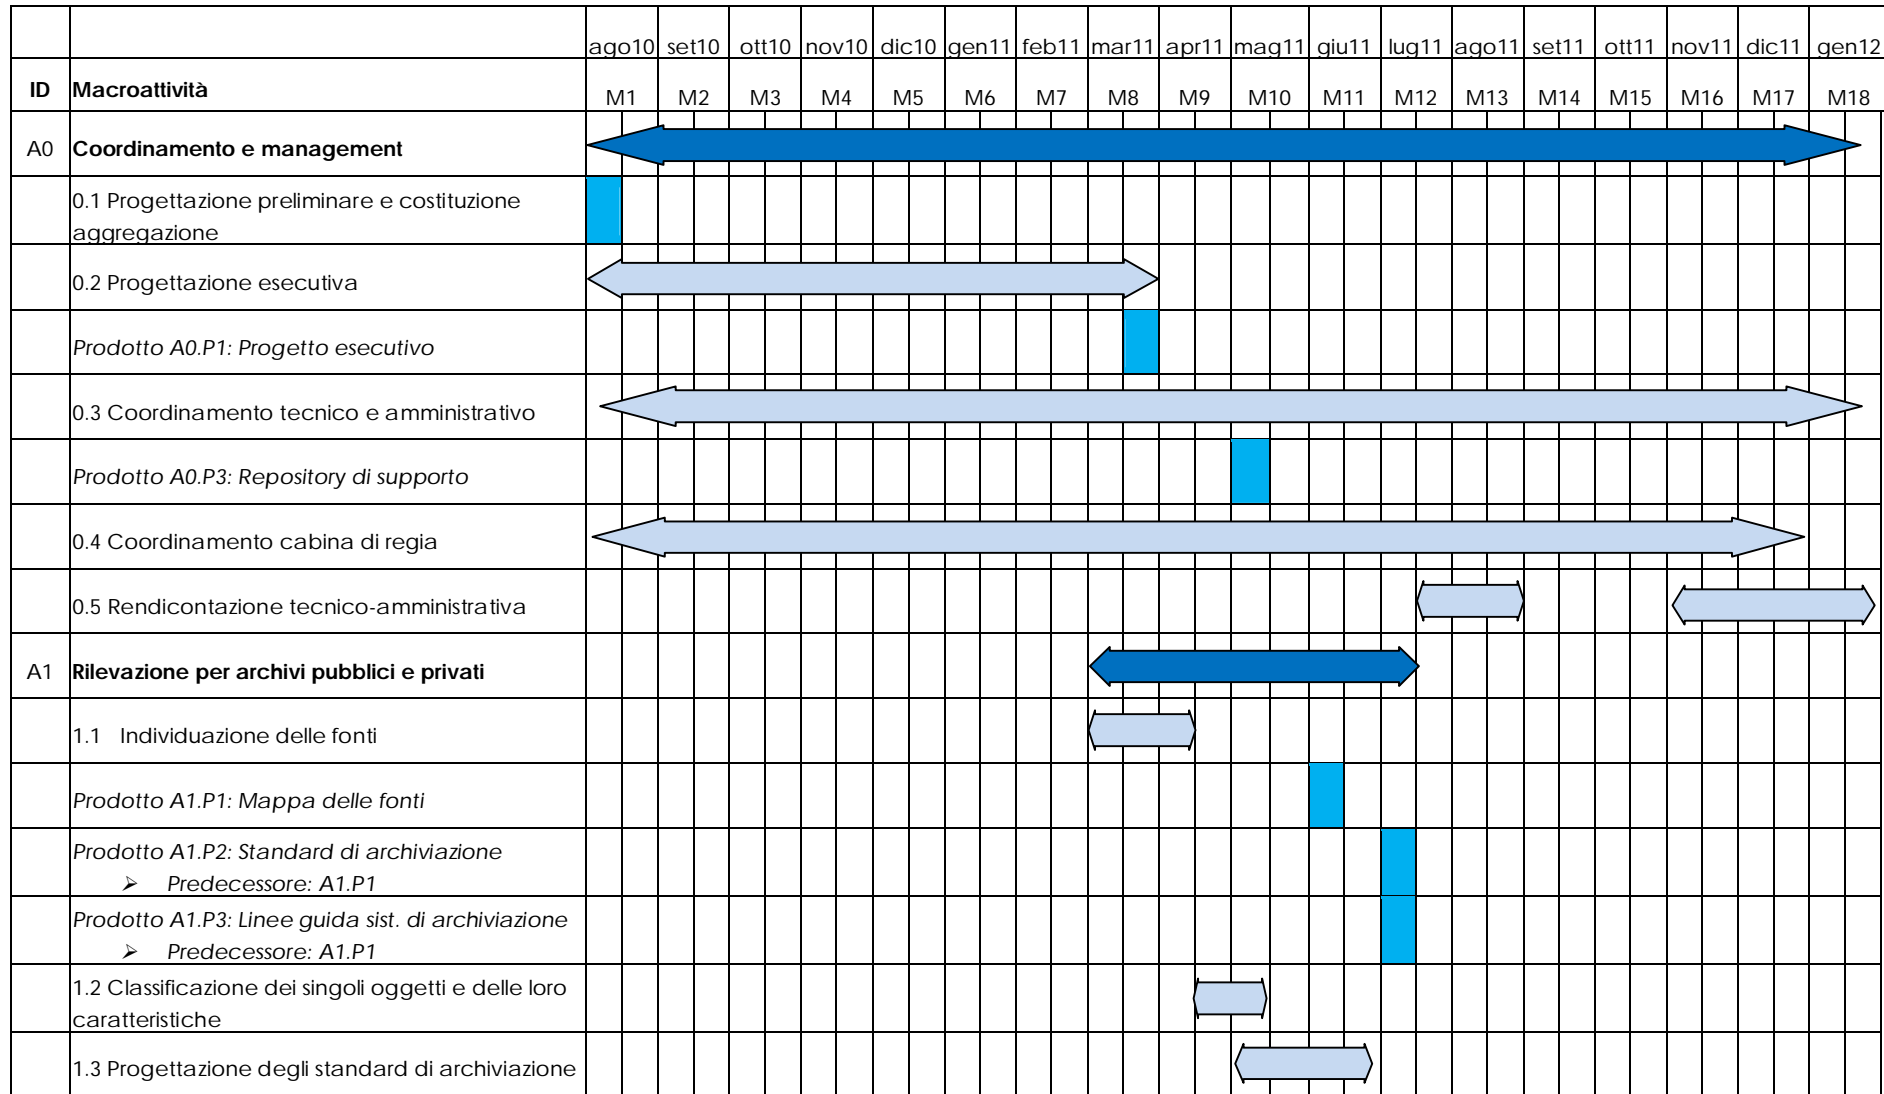 ago10 set10 ott10 nov10 dic10 gen11 feb11 mar11 apr11 mag11 giu11 lug11 ago11 set11 ott11 nov11 dic11 gen12
ID Macroattività M1 M2 M3 M4 M5 M6 M7 M8 M9 M10 M11 M12 M13 M14 M15 M16 M17 M18
A0 Coordinamento e management
0.1 Progettazione preliminare e costituzione
aggregazione
0.2 Progettazione esecutiva
Prodotto A0.P1: Progetto esecutivo
0.3 Coordinamento tecnico e amministrativo
Prodotto A0.P3: Repository di supporto
0.4 Coordinamento cabina di regia
0.5 Rendicontazione tecnico-amministrativa
A1 Rilevazione per archivi pubblici e privati
1.1 Individuazione delle fonti
Prodotto A1.P1: Mappa delle fonti
Prodotto A1.P2: Standard di archiviazione
➢ Predecessore: A1.P1
Prodotto A1.P3: Linee guida sist. di archiviazione
➢ Predecessore: A1.P1
1.2 Classificazione dei singoli oggetti e delle loro
caratteristiche
1.3 Progettazione degli standard di archiviazione